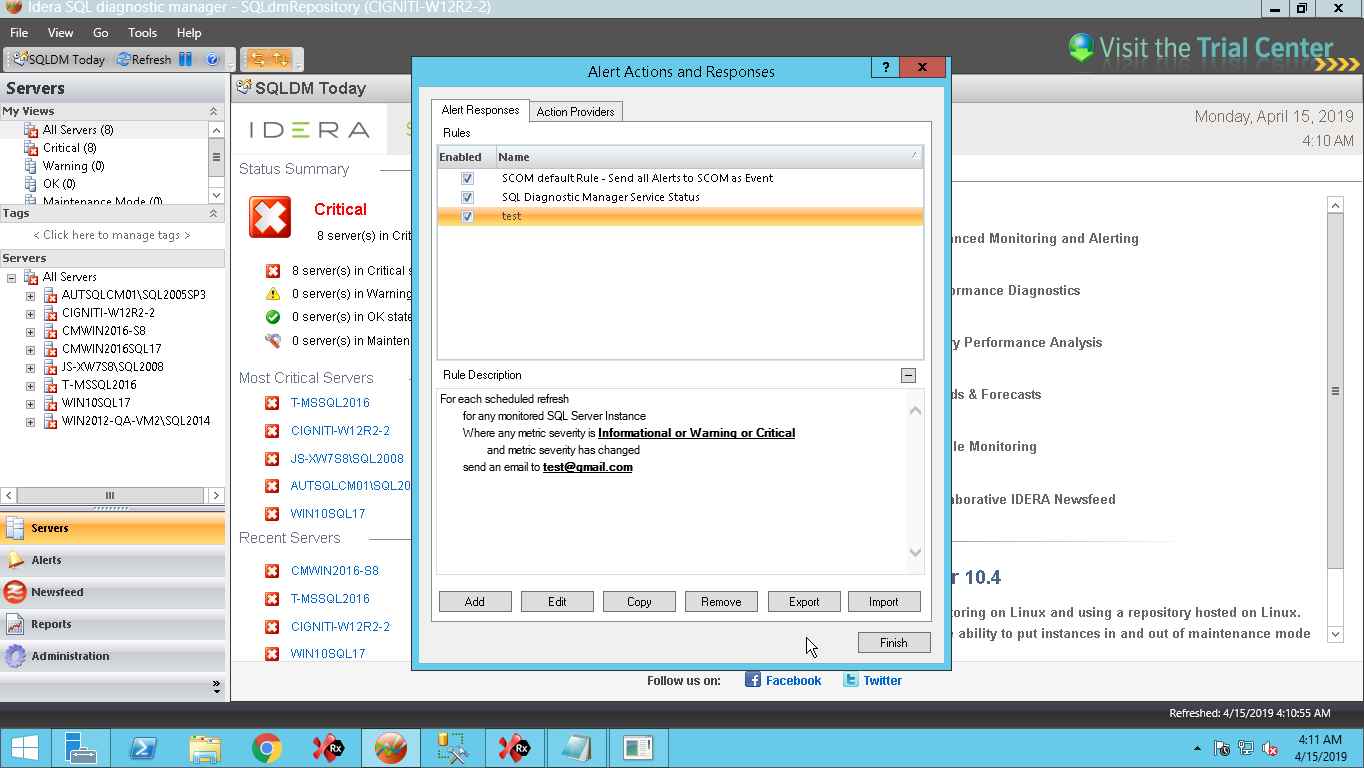 Idera SQL diagnostic manager - SQLdmRepository (CIGNITI-W12R2-2)
File View Go Tools Help
SQLDM Today Refresh
Visit the Trial Center
Servers
My Views
All Servers (8)
Critical (8)
Warning (0)
OK (0)
Maintenance Mode (0)
Tags
< Click here to manage tags >
Servers
All Servers
AUTSQLCM01\SQL2005SP3
CIGNITI-W12R2-2
CMWIN2016-S8
CMWIN2016SQL17
JS-XW7S8\SQL2008
T-MSSQL2016
WIN10SQL17
WIN2012-QA-VM2\SQL2014
Servers
Alerts
Newsfeed
Reports
Administration
SQLDM Today
IDERA
Monday, April 15, 2019
4:10 AM
Status Summary
Critical
8 server(s) in Crit
8 server(s) in Critical s
0 server(s) in Warning
0 server(s) in OK state
0 server(s) in Mainten
Most Critical Servers
T-MSSQL2016
CIGNITI-W12R2-2
JS-XW7S8\SQL2008
AUTSQLCM01\SQL20
WIN10SQL17
Recent Servers
CMWIN2016-S8
T-MSSQL2016
CIGNITI-W12R2-2
WIN10SQL17
Alert Actions and Responses
? X
Alert Responses Action Providers
Rules
Enabled Name
SCOM default Rule - Send all Alerts to SCOM as Event
SQL Diagnostic Manager Service Status
test
Rule Description
For each scheduled refresh
for any monitored SQL Server Instance
Where any metric severity is Informational or Warning or Critical
and metric severity has changed
send an email to test@gmail.com
Add Edit Copy Remove Export Import
Finish
nced Monitoring and Alerting
ormance Diagnostics
y Performance Analysis
ds & Forecasts
le Monitoring
aborative IDERA Newsfeed
r 10.4
toring on Linux and using a repository hosted on Linux.
e ability to put instances in and out of maintenance mode
Follow us on: Facebook Twitter
Refreshed: 4/15/2019 4:10:55 AM
4:11 AM
4/15/2019